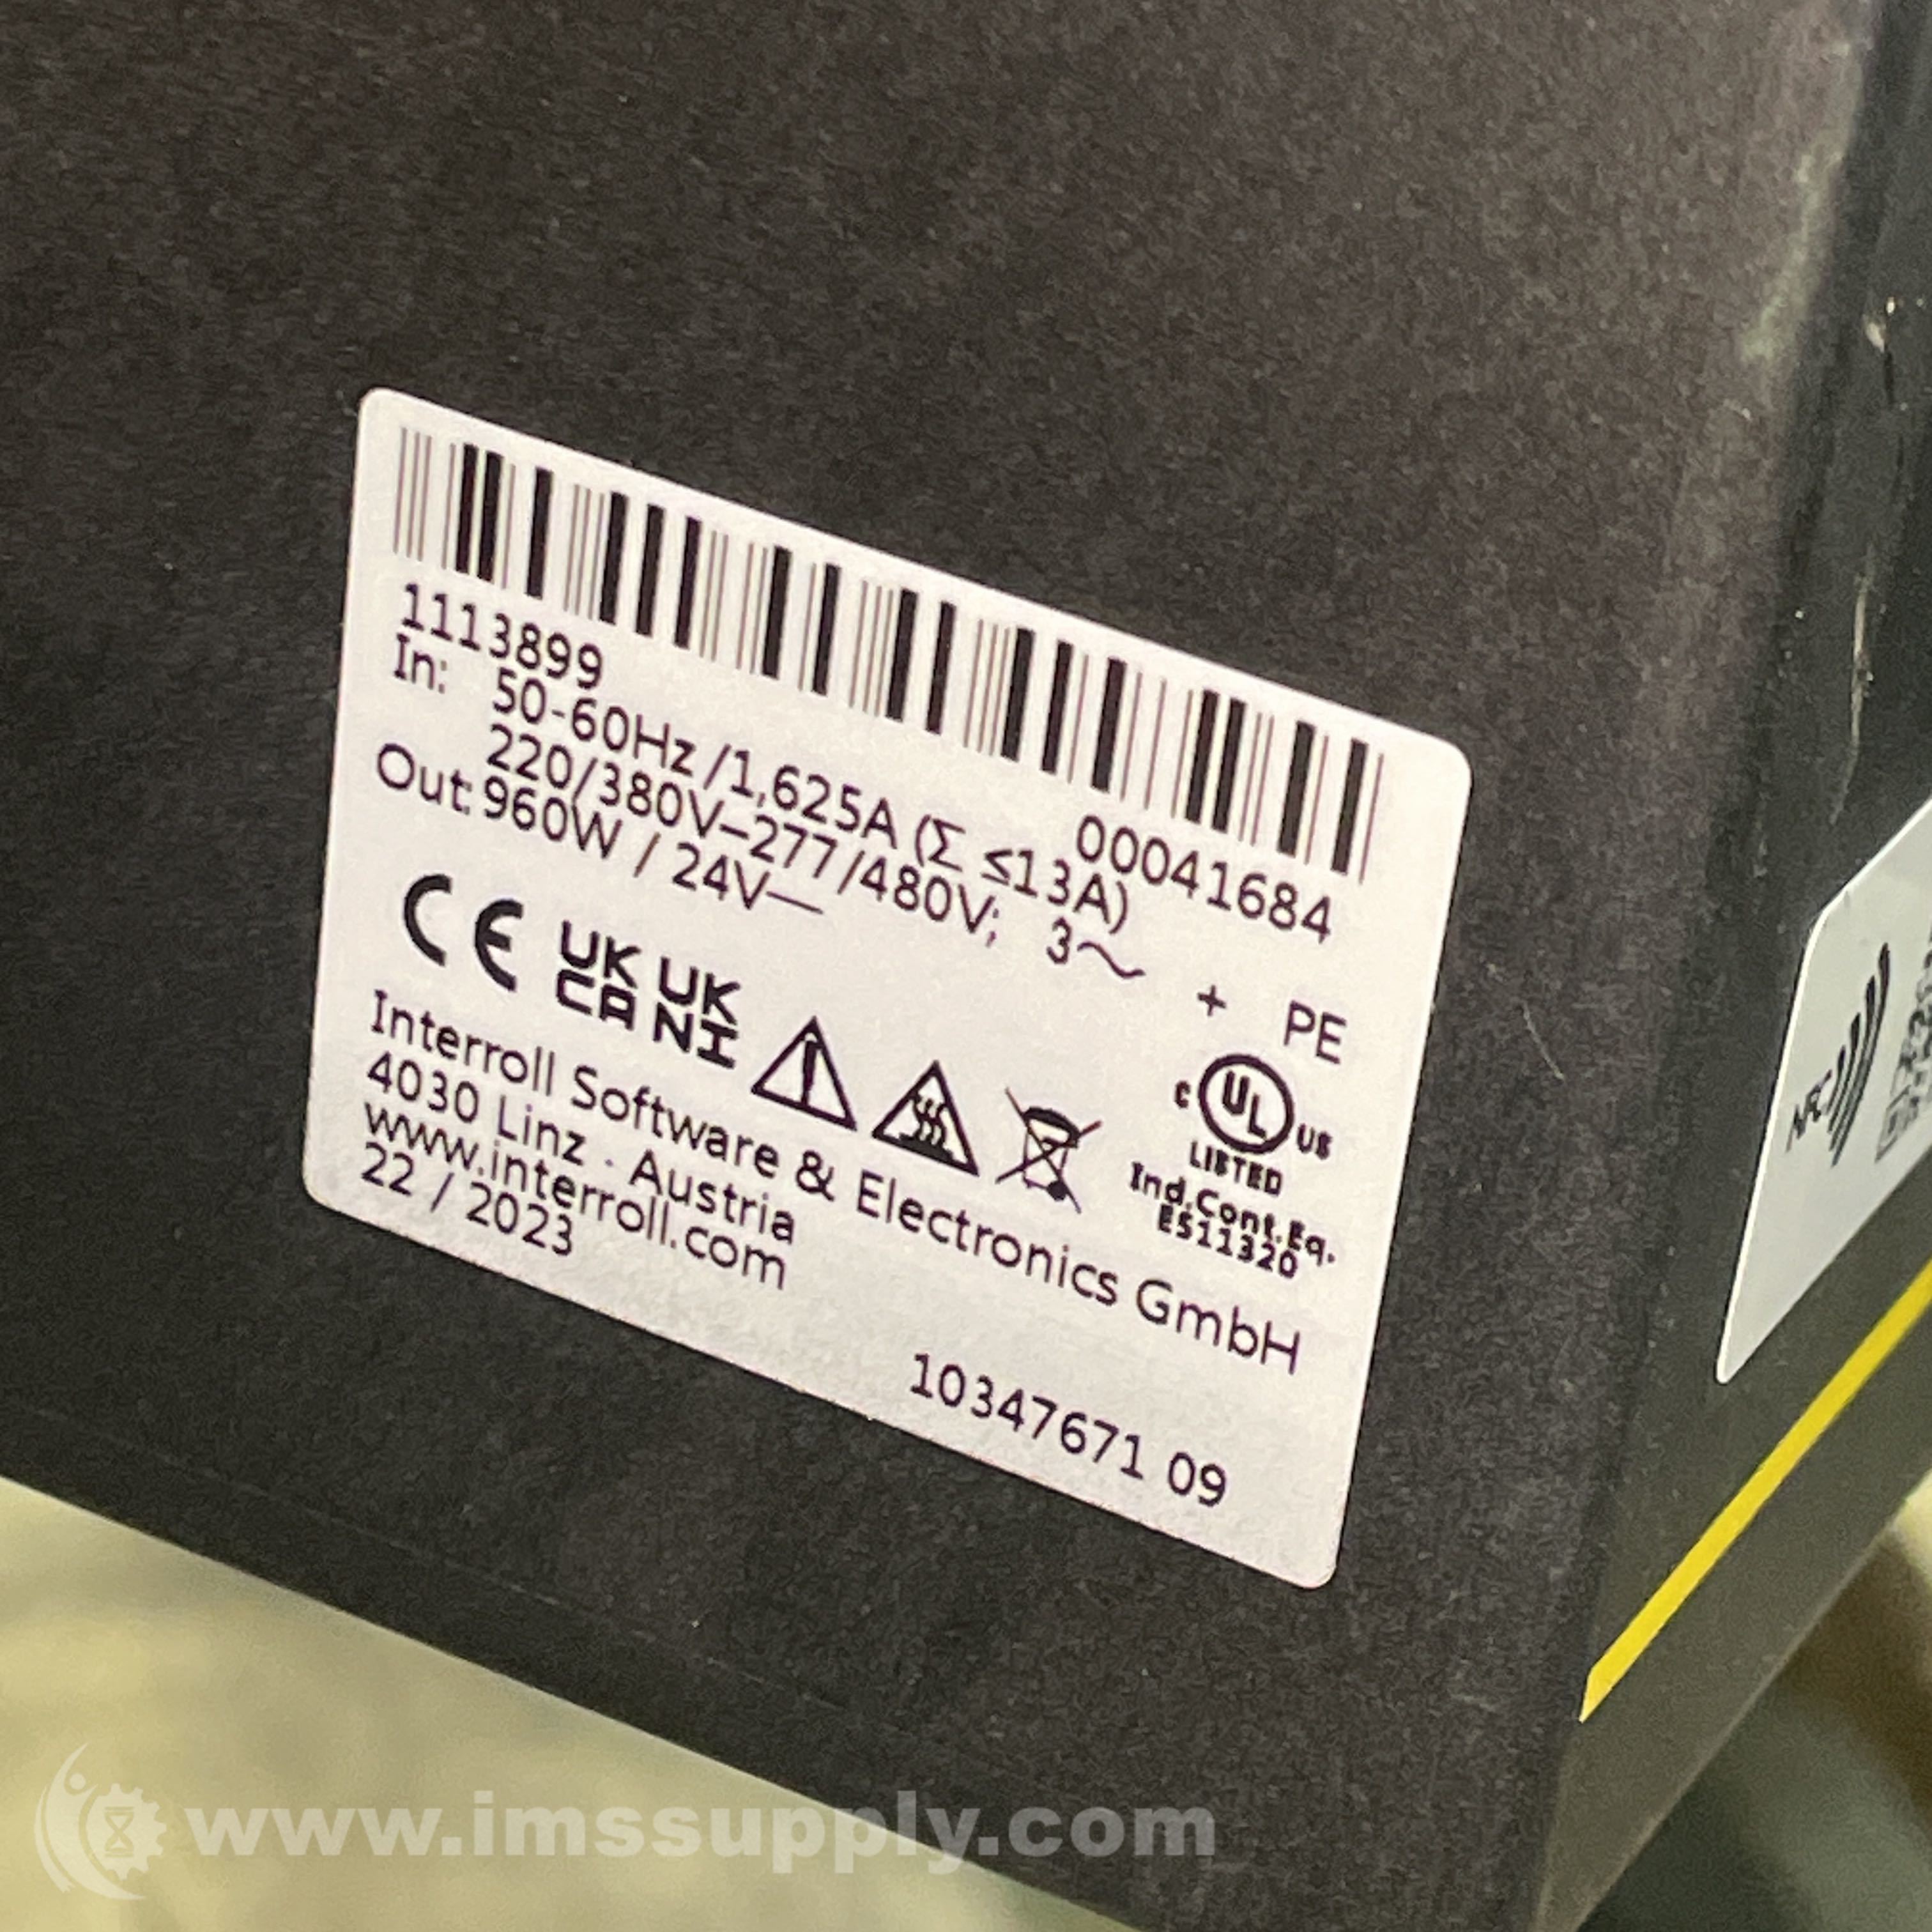 1113899 00041684
In: 50-60Hz /1,625A (Σ ≤13A)
220/380V–277/480V; 3~ + PE
Out: 960W / 24V⎓
CE UK CA UK NI
C UL US
LISTED
Ind.Cont.Eq.
E511320
Interroll Software & Electronics GmbH
4030 Linz . Austria
www.interroll.com
22 / 2023
10347671 09
NFC
www.imssupply.com